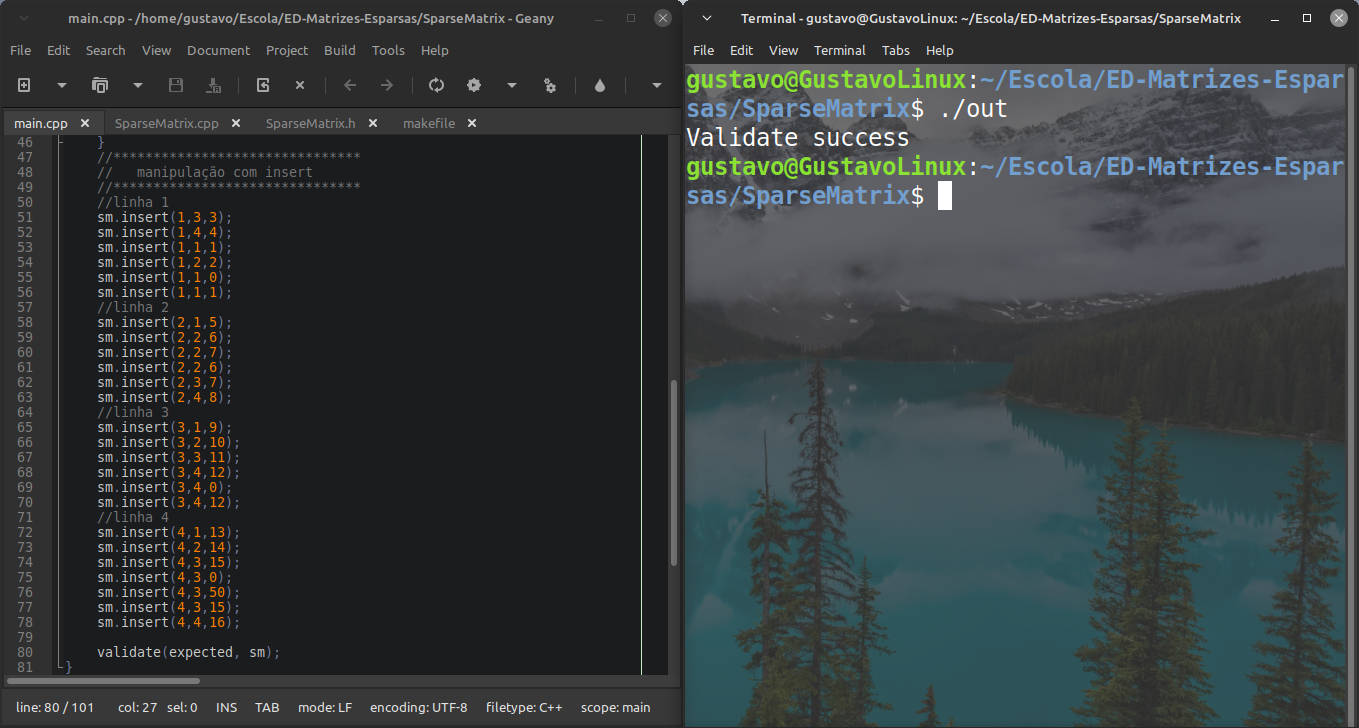 main.cpp - /home/gustavo/Escola/ED-Matrizes-Esparsas/SparseMatrix - Geany
File Edit Search View Document Project Build Tools Help
main.cpp SparseMatrix.cpp SparseMatrix.h makefile
46 }
47 //*******************************
48 //   manipulação com insert
49 //*******************************
50 //linha 1
51 sm.insert(1,3,3);
52 sm.insert(1,4,4);
53 sm.insert(1,1,1);
54 sm.insert(1,2,2);
55 sm.insert(1,1,0);
56 sm.insert(1,1,1);
57 //linha 2
58 sm.insert(2,1,5);
59 sm.insert(2,2,6);
60 sm.insert(2,2,7);
61 sm.insert(2,2,6);
62 sm.insert(2,3,7);
63 sm.insert(2,4,8);
64 //linha 3
65 sm.insert(3,1,9);
66 sm.insert(3,2,10);
67 sm.insert(3,3,11);
68 sm.insert(3,4,12);
69 sm.insert(3,4,0);
70 sm.insert(3,4,12);
71 //linha 4
72 sm.insert(4,1,13);
73 sm.insert(4,2,14);
74 sm.insert(4,3,15);
75 sm.insert(4,3,0);
76 sm.insert(4,3,50);
77 sm.insert(4,3,15);
78 sm.insert(4,4,16);
79
80 validate(expected, sm);
81 }
line: 80 / 101 col: 27 sel: 0 INS TAB mode: LF encoding: UTF-8 filetype: C++ scope: main
Terminal - gustavo@GustavoLinux: ~/Escola/ED-Matrizes-Esparsas/SparseMatrix
File Edit View Terminal Tabs Help
gustavo@GustavoLinux:~/Escola/ED-Matrizes-Espar
sas/SparseMatrix$ ./out
Validate success
gustavo@GustavoLinux:~/Escola/ED-Matrizes-Espar
sas/SparseMatrix$